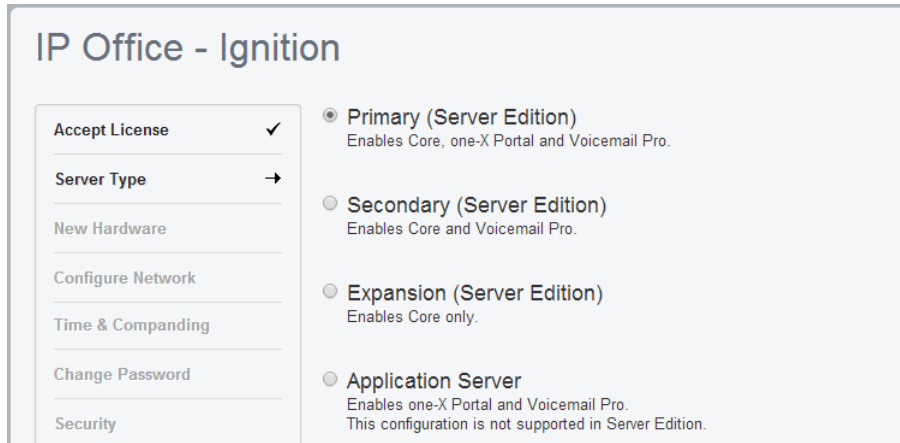 IP Office - Ignition
Accept License
Server Type
New Hardware
Configure Network
Time & Companding
Change Password
Security
Primary (Server Edition)
Enables Core, one-X Portal and Voicemail Pro.
Secondary (Server Edition)
Enables Core and Voicemail Pro.
Expansion (Server Edition)
Enables Core only.
Application Server
Enables one-X Portal and Voicemail Pro.
This configuration is not supported in Server Edition.